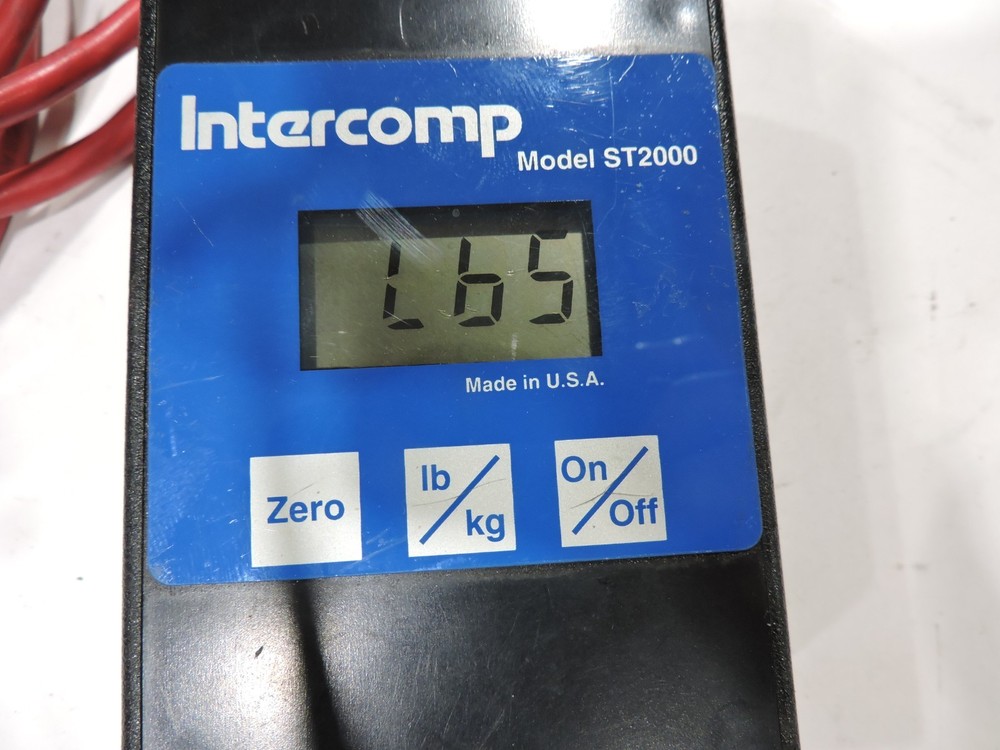 Intercomp
Model ST2000
Lb5
Made in U.S.A.
Zero
lb/kg
On/Off